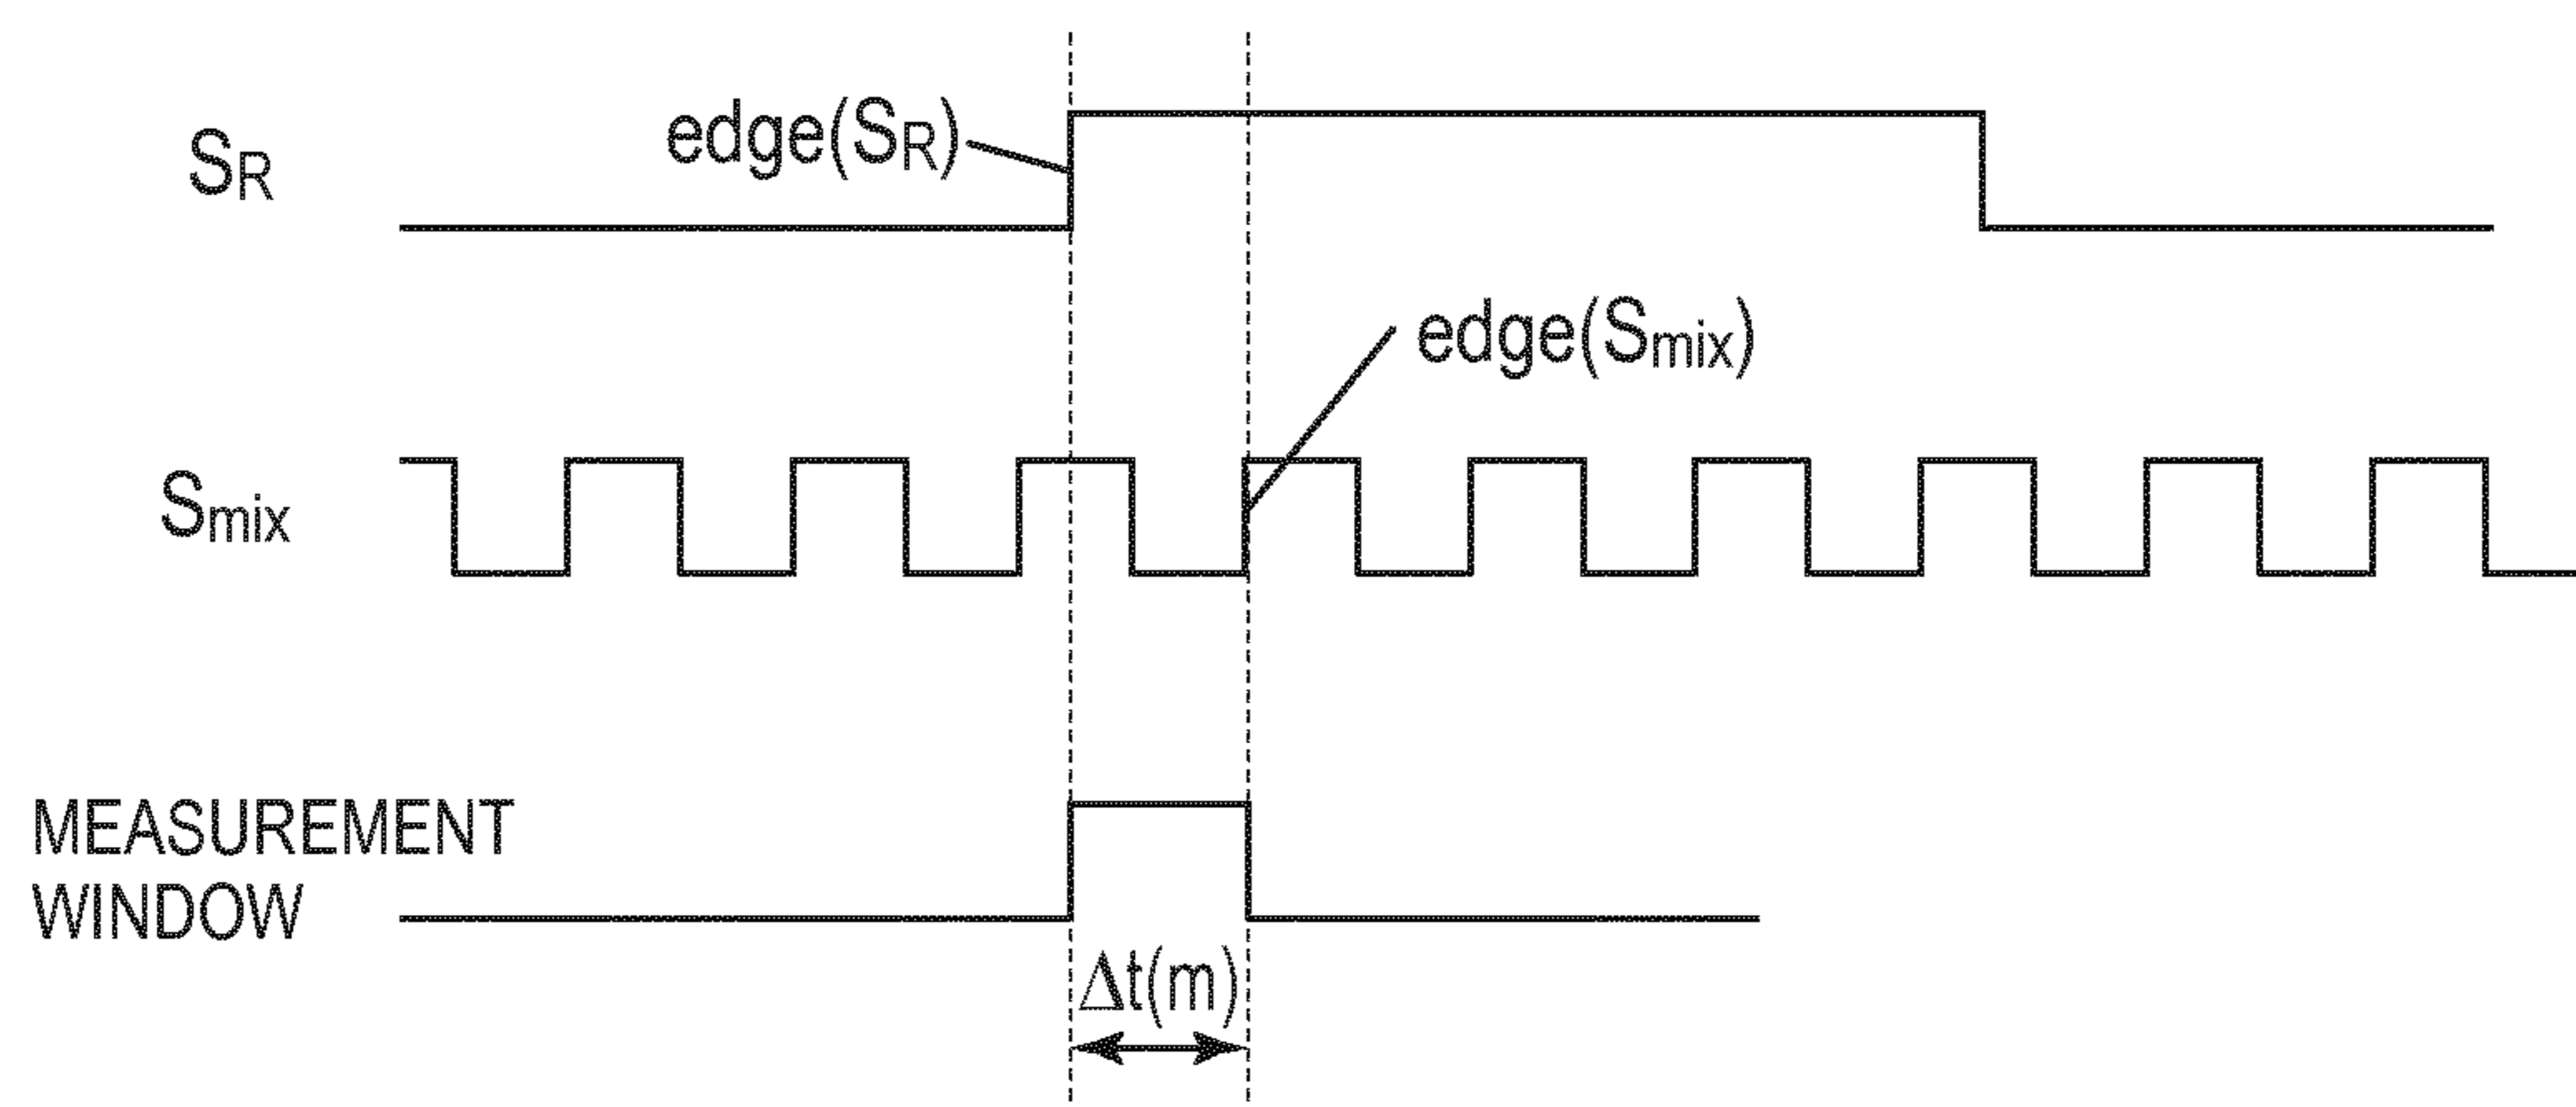 edge(SR)
SR
edge(Smix)
Smix
MEASUREMENT
WINDOW
Δt(m)